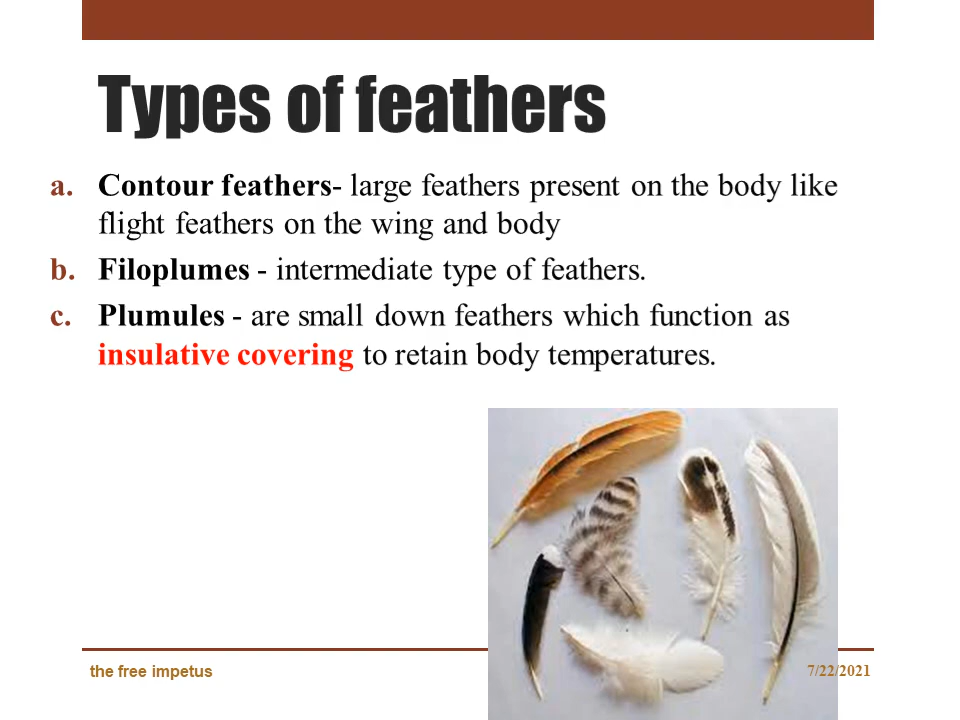 Types of feathers
a. Contour feathers- large feathers present on the body like
flight feathers on the wing and body
b. Filoplumes - intermediate type of feathers.
c. Plumules - are small down feathers which function as
insulative covering to retain body temperatures.
the free impetus
7/22/2021